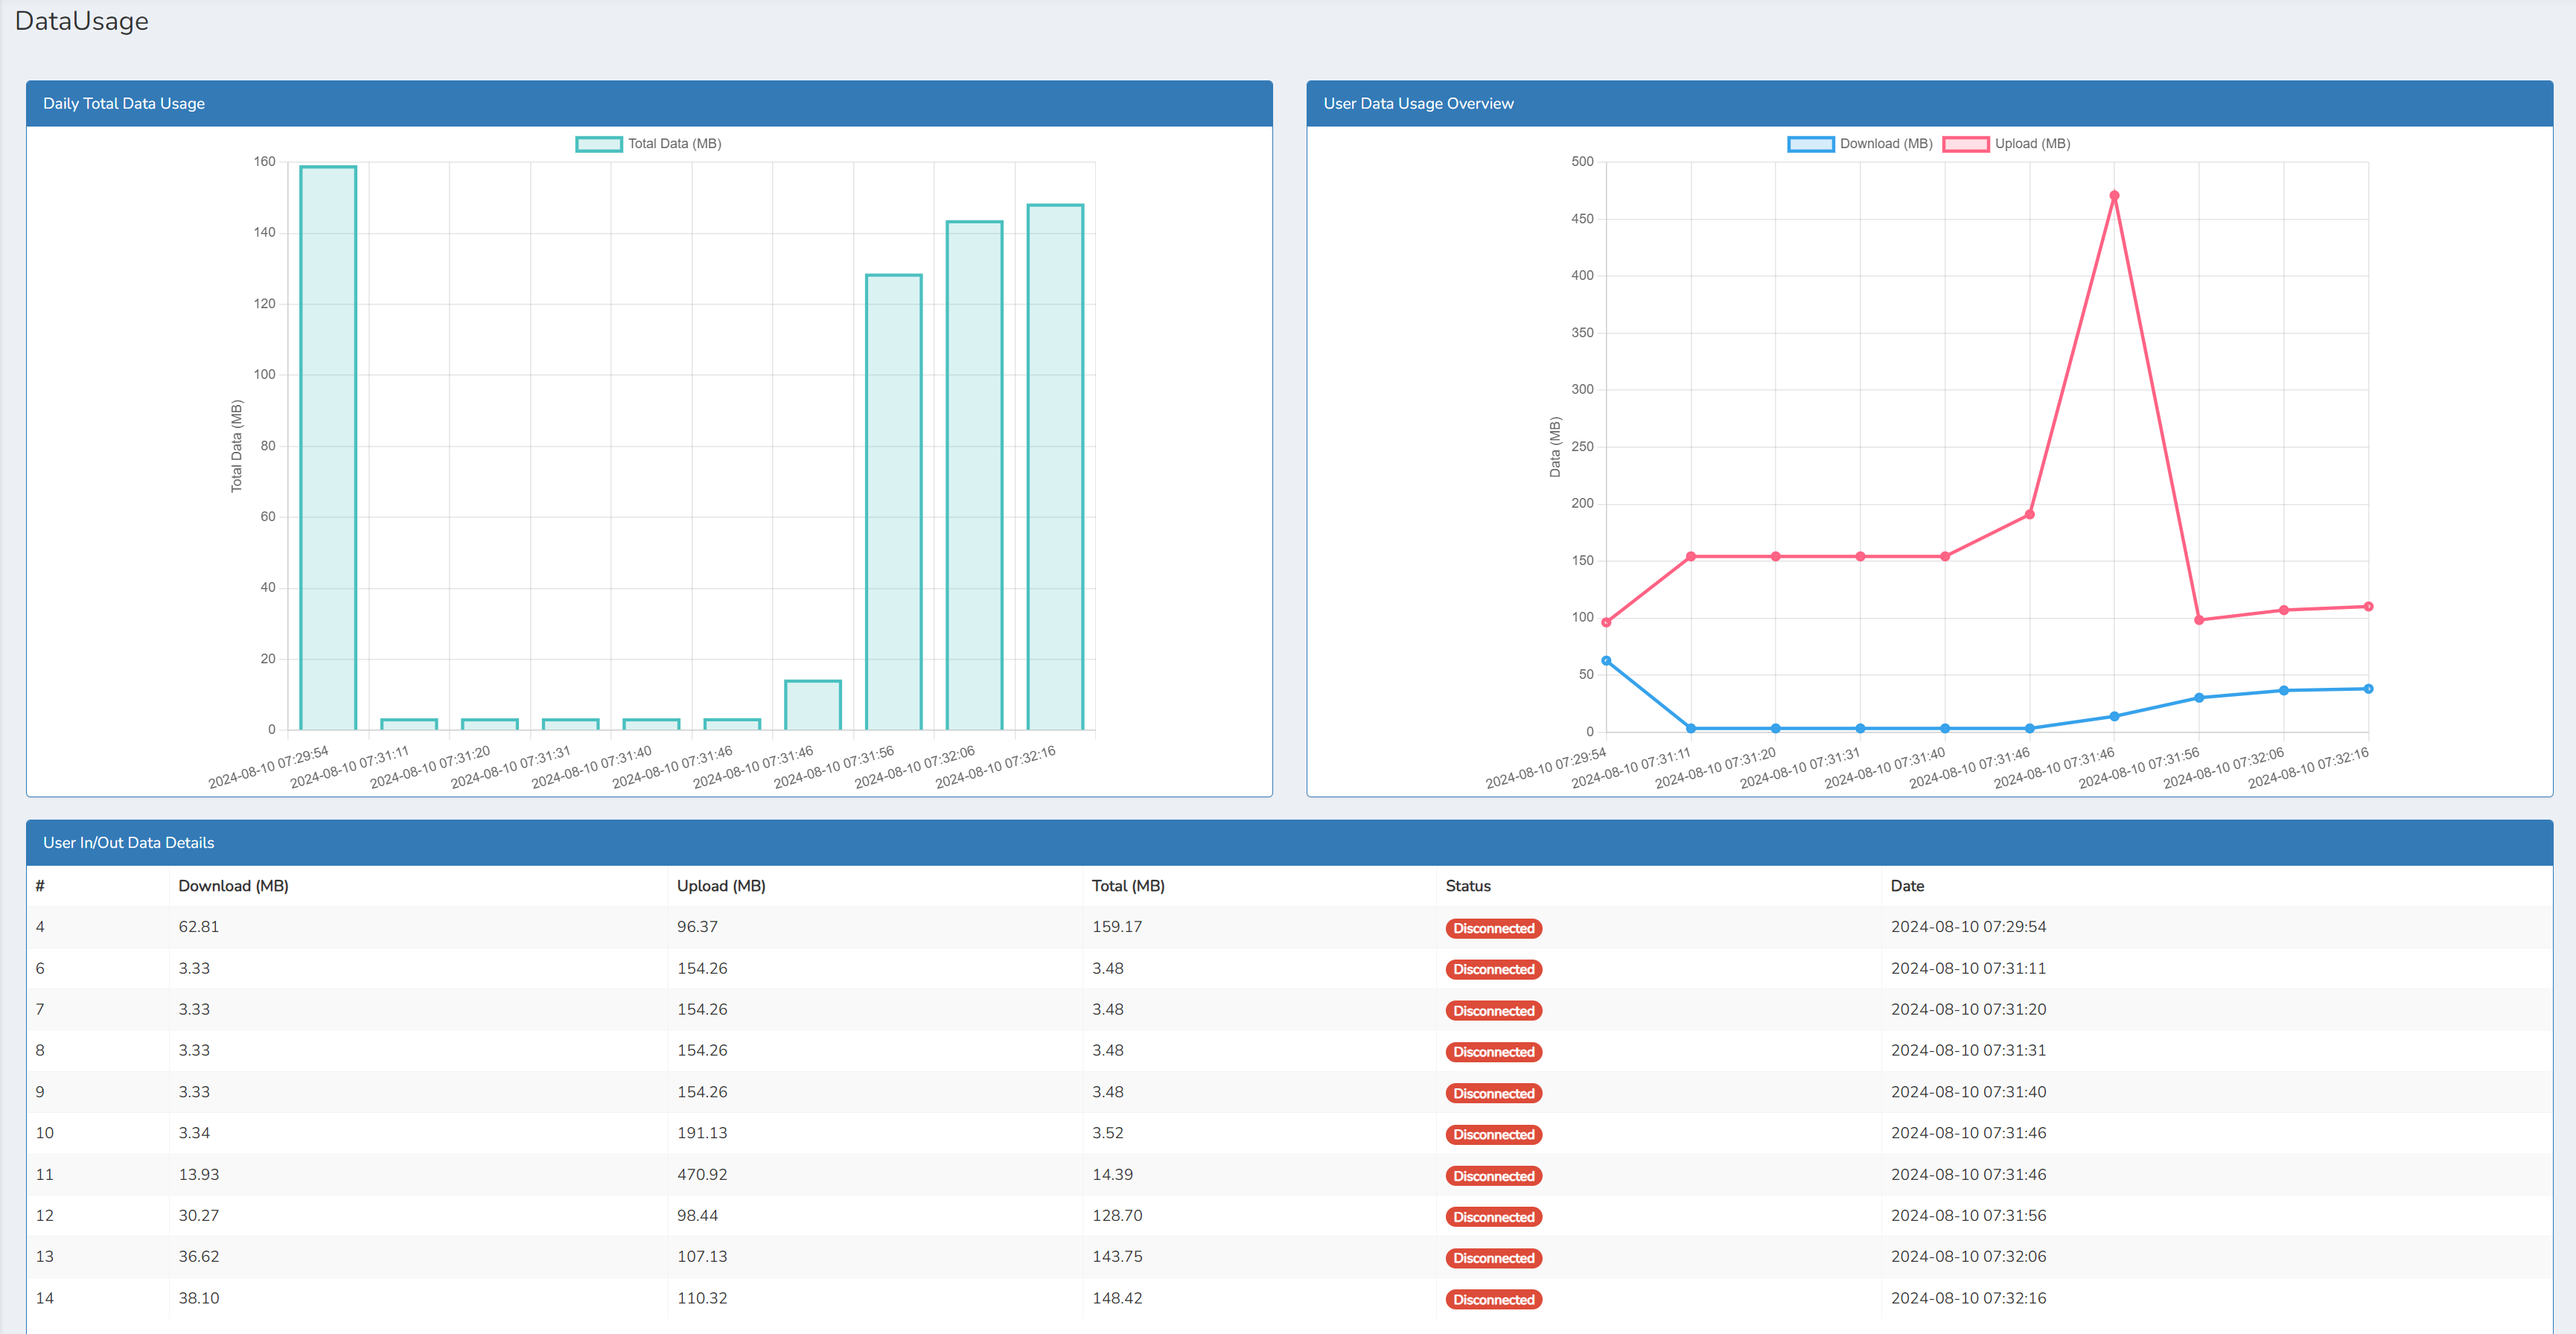 DataUsage
Daily Total Data Usage
Total Data (MB)
160
140
120
100
80
60
40
20
0
Total Data (MB)
2024-08-10 07:29:54
2024-08-10 07:31:11
2024-08-10 07:31:20
2024-08-10 07:31:31
2024-08-10 07:31:40
2024-08-10 07:31:46
2024-08-10 07:31:46
2024-08-10 07:31:56
2024-08-10 07:32:06
2024-08-10 07:32:16
User Data Usage Overview
Download (MB) Upload (MB)
500
450
400
350
300
250
200
150
100
50
0
Data (MB)
2024-08-10 07:29:54
2024-08-10 07:31:11
2024-08-10 07:31:20
2024-08-10 07:31:31
2024-08-10 07:31:40
2024-08-10 07:31:46
2024-08-10 07:31:46
2024-08-10 07:31:56
2024-08-10 07:32:06
2024-08-10 07:32:16
User In/Out Data Details
# Download (MB) Upload (MB) Total (MB) Status Date
4 62.81 96.37 159.17 Disconnected 2024-08-10 07:29:54
6 3.33 154.26 3.48 Disconnected 2024-08-10 07:31:11
7 3.33 154.26 3.48 Disconnected 2024-08-10 07:31:20
8 3.33 154.26 3.48 Disconnected 2024-08-10 07:31:31
9 3.33 154.26 3.48 Disconnected 2024-08-10 07:31:40
10 3.34 191.13 3.52 Disconnected 2024-08-10 07:31:46
11 13.93 470.92 14.39 Disconnected 2024-08-10 07:31:46
12 30.27 98.44 128.70 Disconnected 2024-08-10 07:31:56
13 36.62 107.13 143.75 Disconnected 2024-08-10 07:32:06
14 38.10 110.32 148.42 Disconnected 2024-08-10 07:32:16